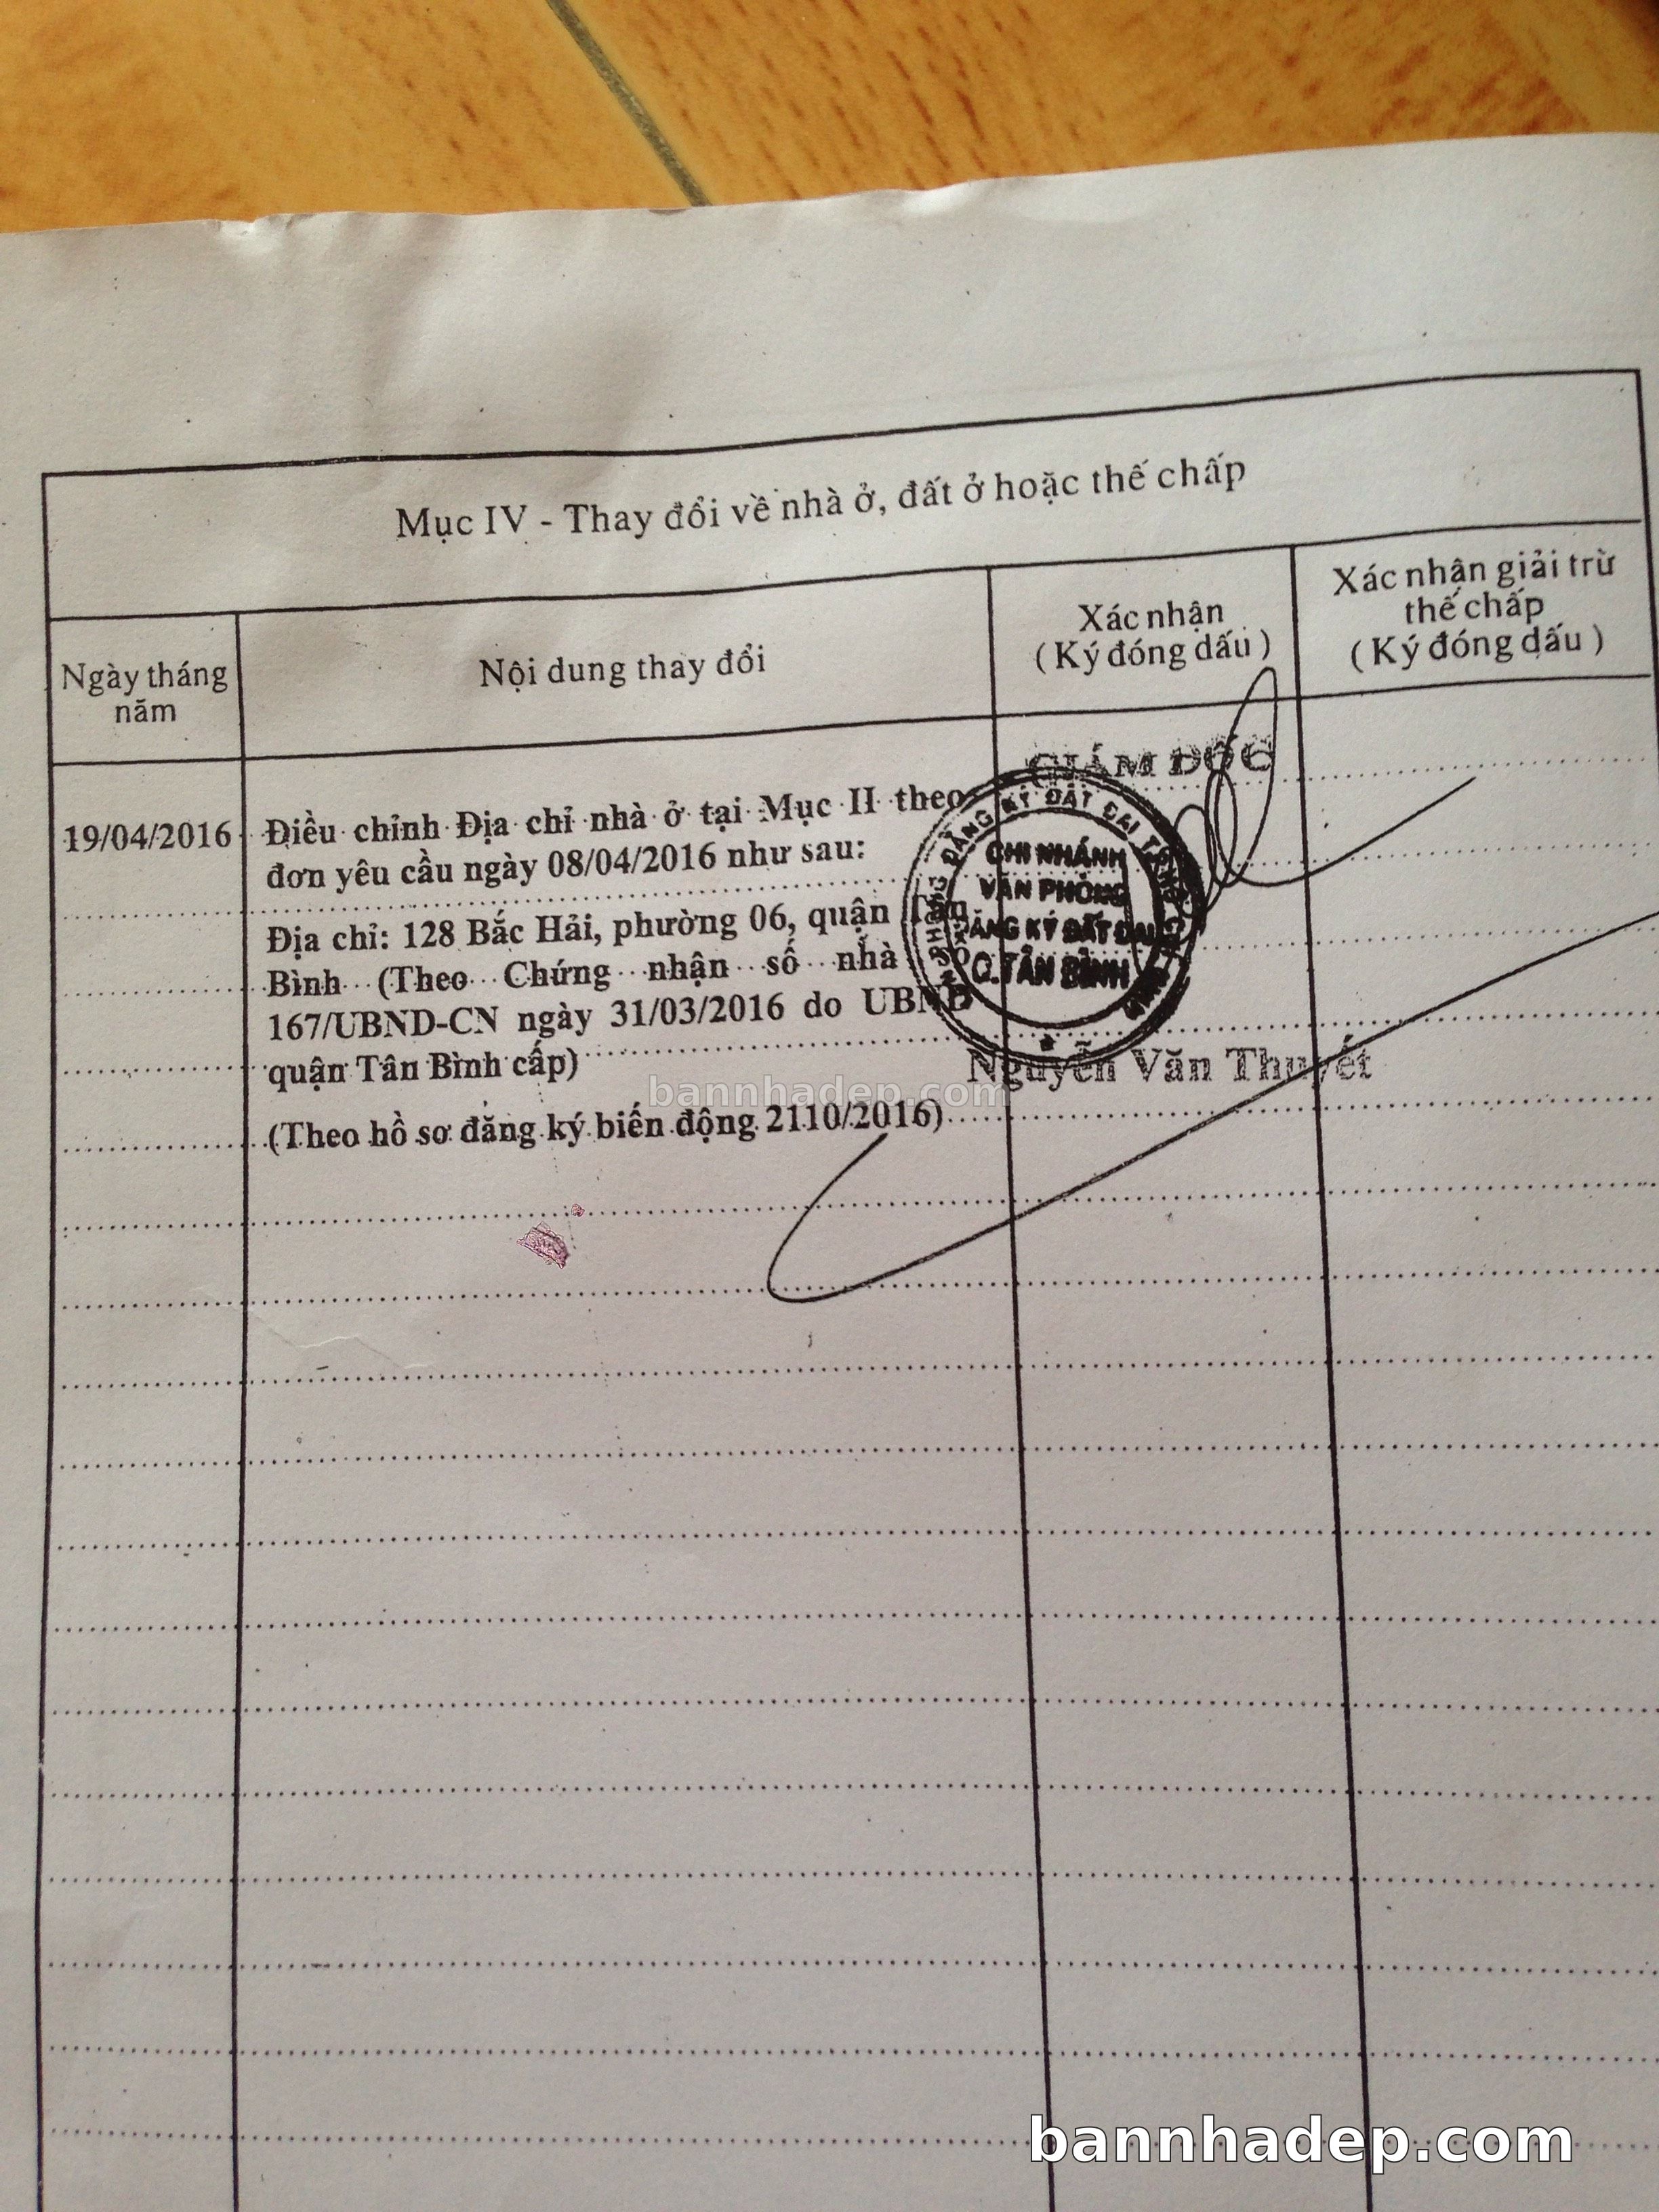 Mục IV - Thay đổi về nhà ở, đất ở hoặc thế chấp
Ngày tháng
năm
Nội dung thay đổi
Xác nhận
( Ký đóng dấu )
Xác nhận giải trừ
thế chấp
( Ký đóng dấu )
19/04/2016
Điều chỉnh Địa chỉ nhà ở tại Mục II theo
đơn yêu cầu ngày 08/04/2016 như sau:
Địa chỉ: 128 Bắc Hải, phường 06, quận Tân
Bình (Theo Chứng nhận số nhà số
167/UBND-CN ngày 31/03/2016 do UBND
quận Tân Bình cấp)
(Theo hồ sơ đăng ký biến động 2110/2016)
GIÁM ĐỐC
ĐĂNG KÝ ĐẤT ĐAI
CHI NHÁNH
VĂN PHÒNG
ĐĂNG KÝ ĐẤT ĐAI
Q.TÂN BÌNH
Nguyễn Văn Thuyết
bannhadep.com
bannhadep.com